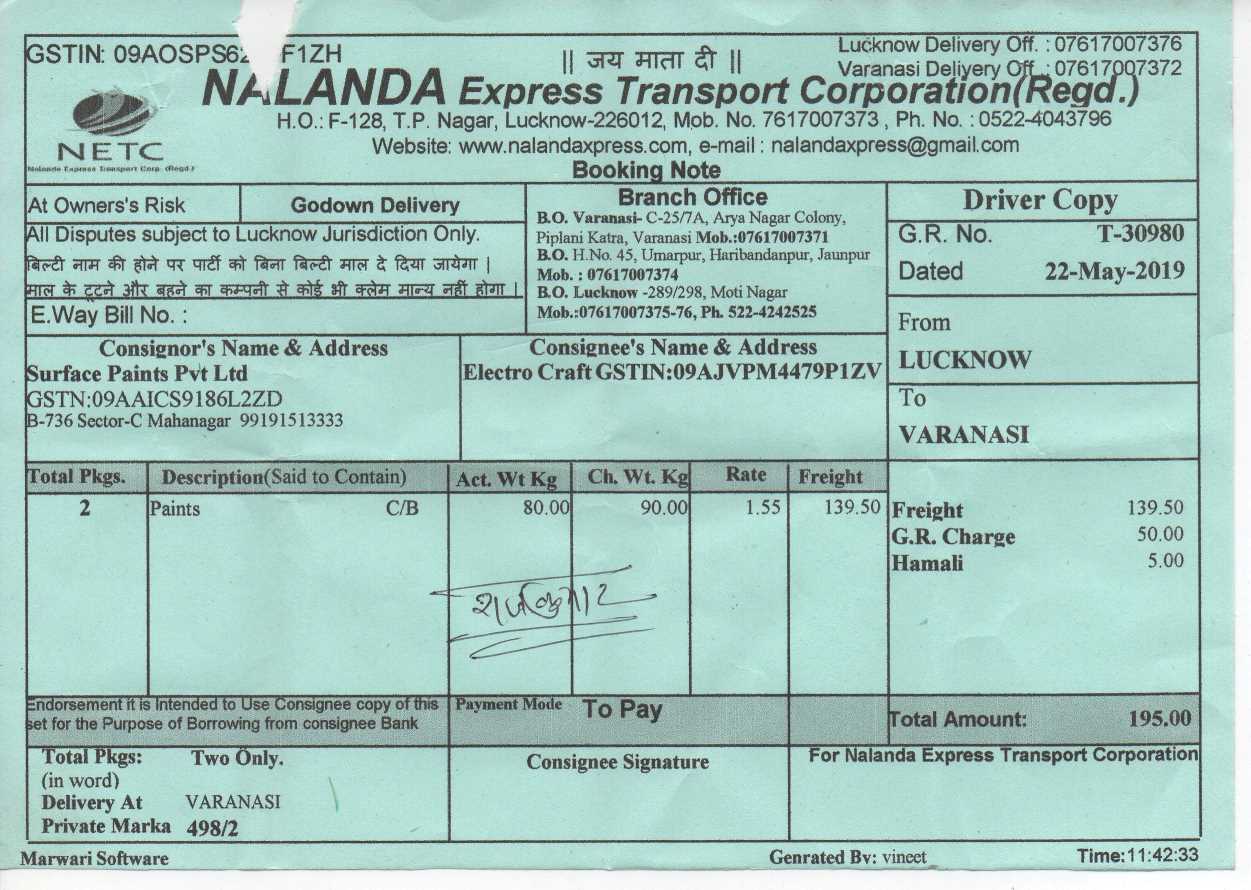 GSTIN: 09AOSPS62 F1ZH
|| जय माता दी ||
Lucknow Delivery Off. : 07617007376
Varanasi Deliyery Off. : 07617007372
NALANDA Express Transport Corporation(Regd.)
H.O.: F-128, T.P. Nagar, Lucknow-226012, Mob. No. 7617007373 , Ph. No. : 0522-4043796
NETC
Nalanda Express Transport Corp. (Regd.)
Website: www.nalandaxpress.com, e-mail : nalandaxpress@gmail.com
Booking Note
At Owners's Risk
Godown Delivery
All Disputes subject to Lucknow Jurisdiction Only.
बिल्टी नाम की होने पर पार्टी को बिना बिल्टी माल दे दिया जायेगा |
माल के टूटने और बहने का कम्पनी से कोई भी क्लेम मान्य नहीं होगा |
E.Way Bill No. :
Branch Office
B.O. Varanasi- C-25/7A, Arya Nagar Colony,
Piplani Katra, Varanasi Mob.:07617007371
B.O. H.No. 45, Umarpur, Haribandanpur, Jaunpur
Mob. : 07617007374
B.O. Lucknow -289/298, Moti Nagar
Mob.:07617007375-76, Ph. 522-4242525
Driver Copy
G.R. No. T-30980
Dated 22-May-2019
From
LUCKNOW
To
VARANASI
Consignor's Name & Address
Surface Paints Pvt Ltd
GSTN:09AAICS9186L2ZD
B-736 Sector-C Mahanagar 99191513333
Consignee's Name & Address
Electro Craft GSTIN:09AJVPM4479P1ZV
Total Pkgs. Description(Said to Contain) Act. Wt Kg Ch. Wt. Kg Rate Freight
2 Paints C/B 80.00 90.00 1.55 139.50
Freight 139.50
G.R. Charge 50.00
Hamali 5.00
राजकुमार
Endorsement it is Intended to Use Consignee copy of this
set for the Purpose of Borrowing from consignee Bank
Payment Mode To Pay
Total Amount: 195.00
Total Pkgs: Two Only.
(in word)
Delivery At VARANASI
Private Marka 498/2
Consignee Signature
For Nalanda Express Transport Corporation
Marwari Software
Genrated By: vineet
Time:11:42:33